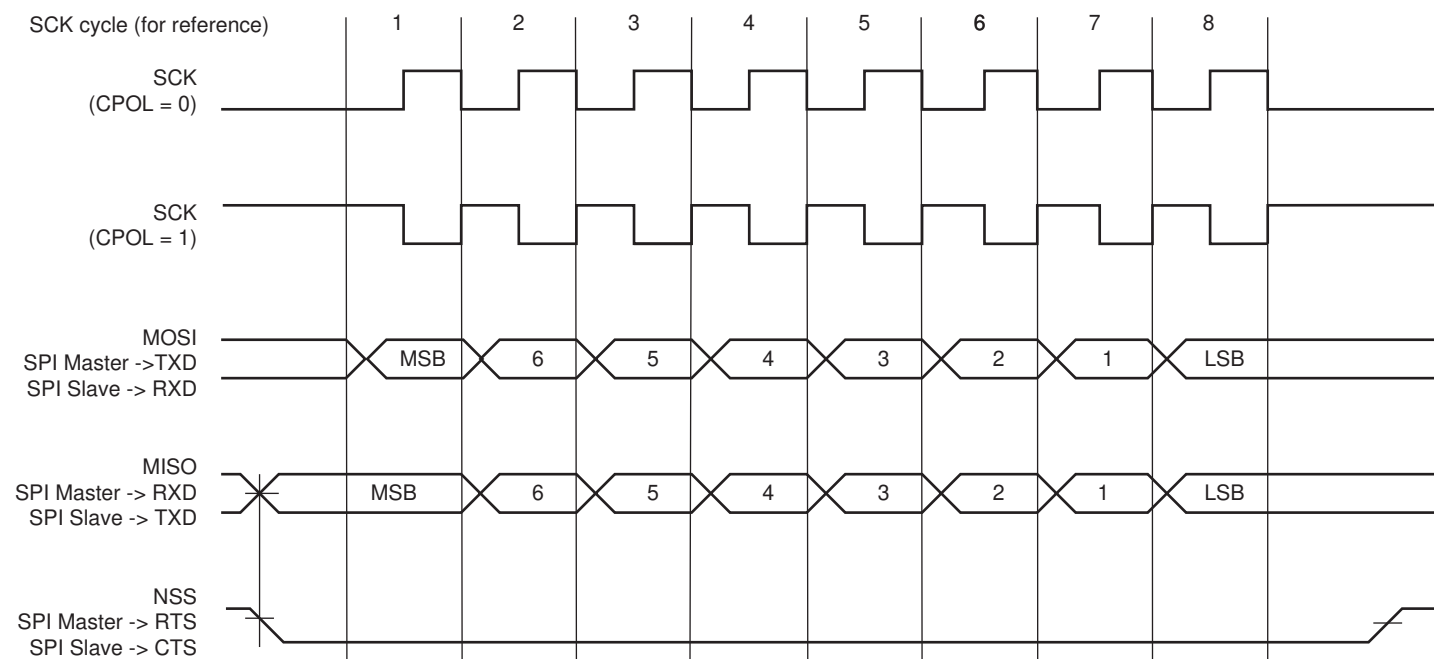 SCK cycle (for reference) 1 2 3 4 5 6 7 8
SCK
(CPOL = 0)
SCK
(CPOL = 1)
MOSI
SPI Master ->TXD
SPI Slave -> RXD
MSB 6 5 4 3 2 1 LSB
MISO
SPI Master -> RXD
SPI Slave -> TXD
MSB 6 5 4 3 2 1 LSB
NSS
SPI Master -> RTS
SPI Slave -> CTS